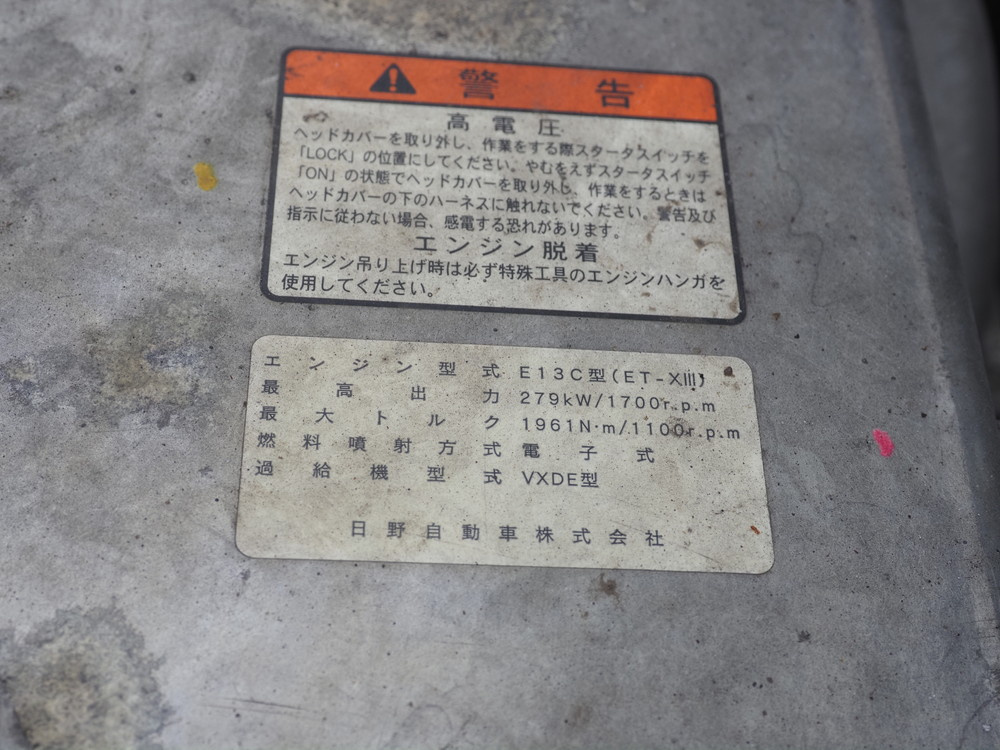 警告
高電圧
ヘッドカバーを取り外し、作業をする際スタータスイッチを
「LOCK」の位置にしてください。やむをえずスタータスイッチ
「ON」の状態でヘッドカバーを取り外し、作業をするときは
ヘッドカバーの下のハーネスに触れないでください。警告及び
指示に従わない場合、感電する恐れがあります。
エンジン脱着
エンジン吊り上げ時は必ず特殊工具のエンジンハンガを
使用してください。
エンジン型式 E13C型(ET-XⅢ)
最高出力 279kW/1700r.p.m
最大トルク 1961N·m/1100r.p.m
燃料噴射方式 電子式
過給機型式 VXDE型
日野自動車株式会社